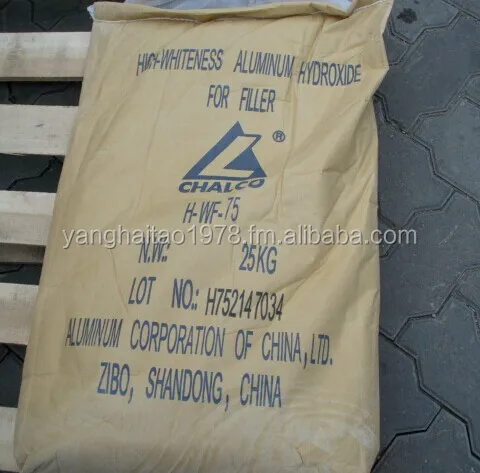 HIGH-WHITENESS ALUMINUM HYDROXIDE
FOR FILLER
®
CHALCO
H-WF-75
yanghaitao1978.fm.alibaba.com
N.W.: 25KG
LOT NO.: H752147034
ALUMINUM CORPORATION OF CHINA, LTD.
ZIBO, SHANDONG, CHINA